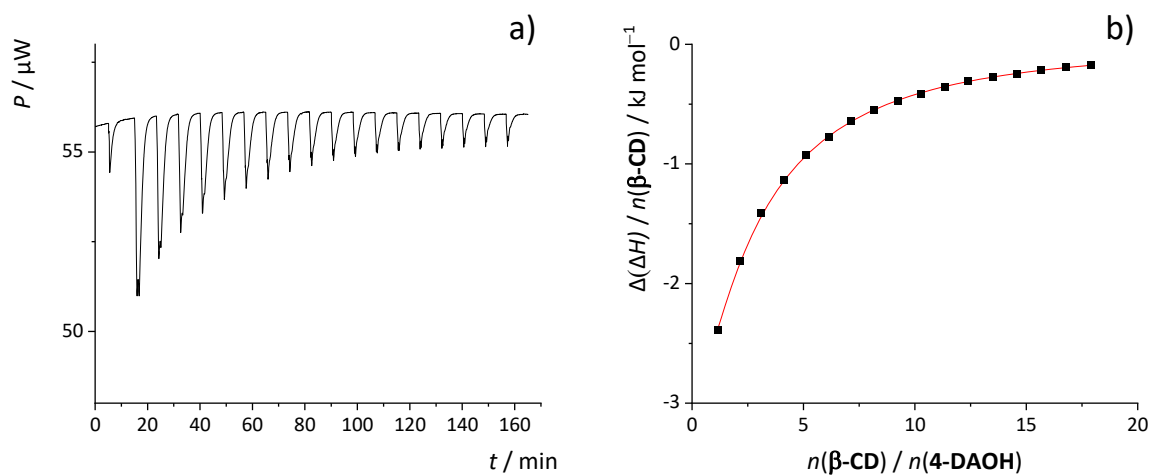 a)
P / μW
55
50
0 20 40 60 80 100 120 140 160
t / min
b)
Δ(ΔH) / n(β-CD) / kJ mol⁻¹
0
-1
-2
-3
0 5 10 15 20
n(β-CD) / n(4-DAOH)